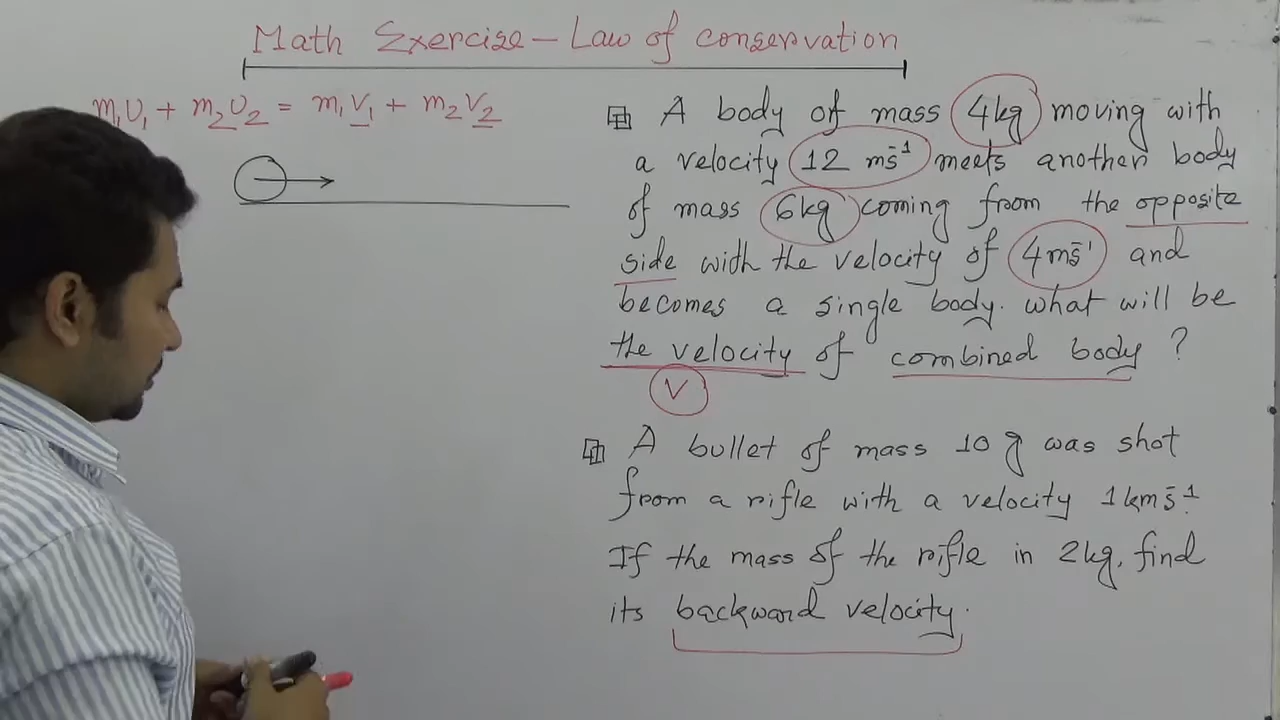 Math Exercise - Law of conservation
m₁U₁ + m₂U₂ = m₁V₁ + m₂V₂
A body of mass 4kg moving with
a velocity 12 ms⁻¹ meets another body
of mass 6kg coming from the opposite
side with the velocity of 4ms⁻¹ and
becomes a single body. what will be
the velocity of combined body ?
V
A bullet of mass 10 g was shot
from a rifle with a velocity 1kms⁻¹.
If the mass of the rifle in 2kg, find
its backward velocity.